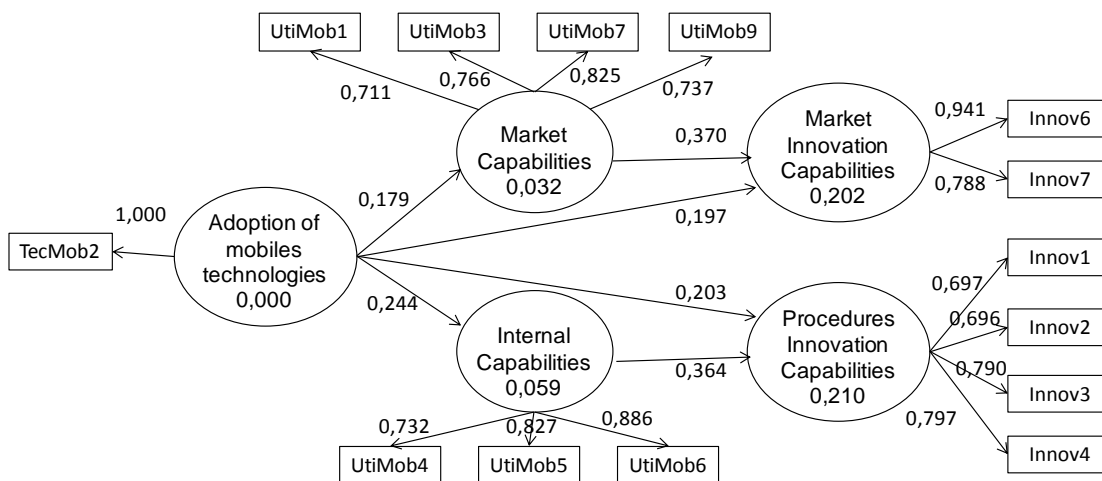 UtiMob1
UtiMob3
UtiMob7
UtiMob9
0,711
0,766
0,825
0,737
Market
Capabilities
0,032
0,370
Market
Innovation
Capabilities
0,202
0,941
0,788
Innov6
Innov7
0,179
0,197
1,000
TecMob2
Adoption of
mobiles
technologies
0,000
0,244
0,203
Internal
Capabilities
0,059
0,364
Procedures
Innovation
Capabilities
0,210
0,697
0,696
0,790
0,797
Innov1
Innov2
Innov3
Innov4
0,732
0,827
0,886
UtiMob4
UtiMob5
UtiMob6